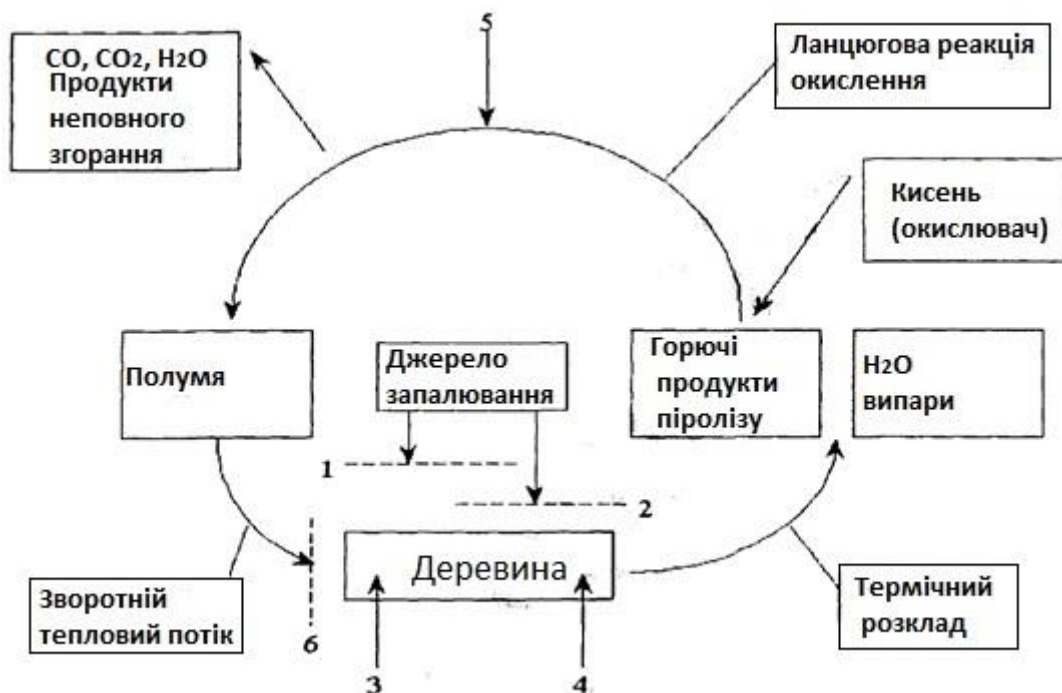 5
CO, CO2, H2O
Продукти
неповного
згорання
Ланцюгова реакція
окислення
Кисень
(окислювач)
Полумя
Джерело
запалювання
Горючі
продукти
піролізу
H2O
випари
1
2
Деревина
Зворотній
тепловий потік
6
3
4
Термічний
розклад